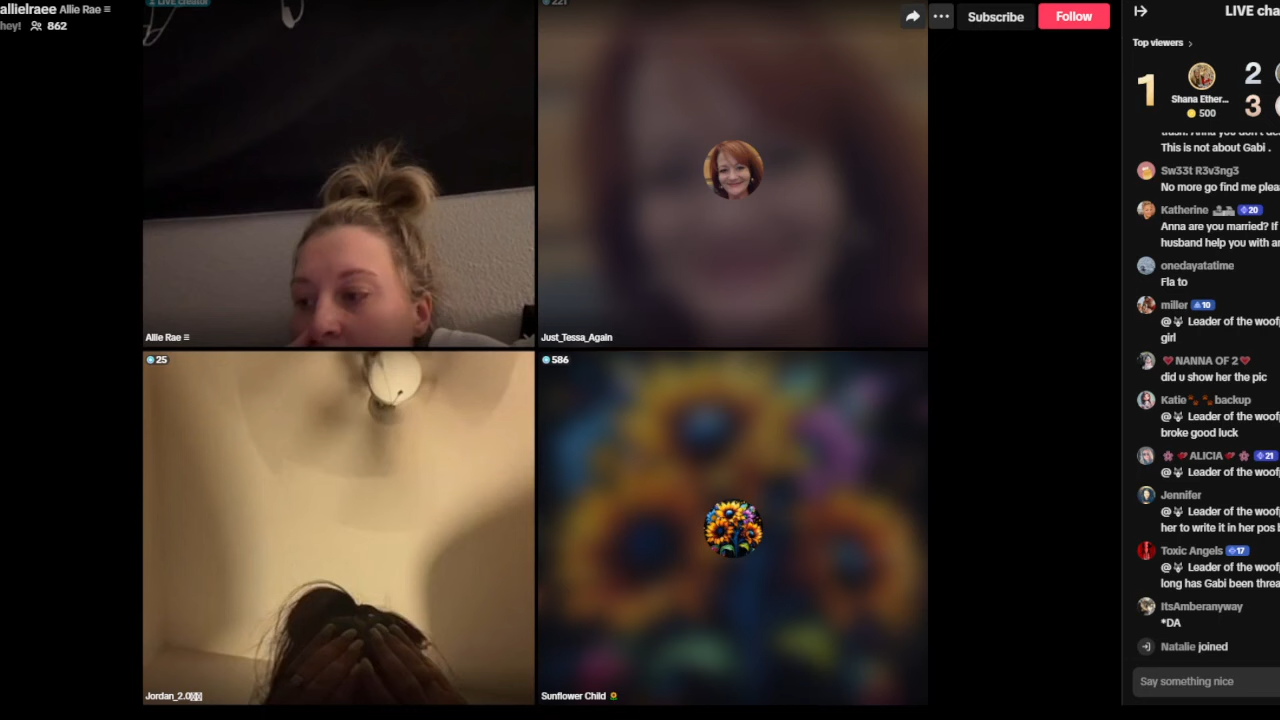 allielraee Allie Rae
hey! 862
LIVE creator
221
Subscribe
Follow
LIVE cha
Top viewers
1
Shana Ether...
500
2
3
This is not about Gabi .
Sw33t R3v3ng3
No more go find me plea
Katherine 20
Anna are you married? If
husband help you with an
onedayatatime
Fla to
miller 10
@🐺 Leader of the woof
girl
❤️NANNA OF 2❤️
did u show her the pic
Katie backup
@🐺 Leader of the woof
broke good luck
🌸 💋 ALICIA 💋 🌸 21
@🐺 Leader of the woof
Jennifer
@🐺 Leader of the woof
her to write it in her pos b
Toxic Angels 17
@🐺 Leader of the woof
long has Gabi been threa
ItsAmberanyway
*DA
Natalie joined
Say something nice
Allie Rae
Just_Tessa_Again
25
586
Jordan_2.0
Sunflower Child 🌻